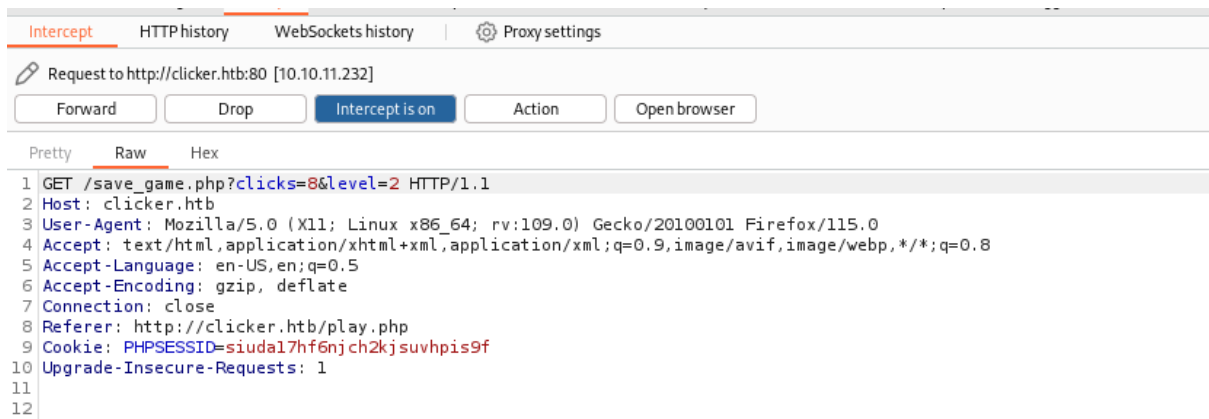 Intercept HTTP history WebSockets history Proxy settings
Request to http://clicker.htb:80 [10.10.11.232]
Forward Drop Intercept is on Action Open browser
Pretty Raw Hex
1 GET /save_game.php?clicks=8&level=2 HTTP/1.1
2 Host: clicker.htb
3 User-Agent: Mozilla/5.0 (X11; Linux x86_64; rv:109.0) Gecko/20100101 Firefox/115.0
4 Accept: text/html,application/xhtml+xml,application/xml;q=0.9,image/avif,image/webp,*/*;q=0.8
5 Accept-Language: en-US,en;q=0.5
6 Accept-Encoding: gzip, deflate
7 Connection: close
8 Referer: http://clicker.htb/play.php
9 Cookie: PHPSESSID=siudal7hf6njch2kjsuvhpis9f
10 Upgrade-Insecure-Requests: 1
11
12